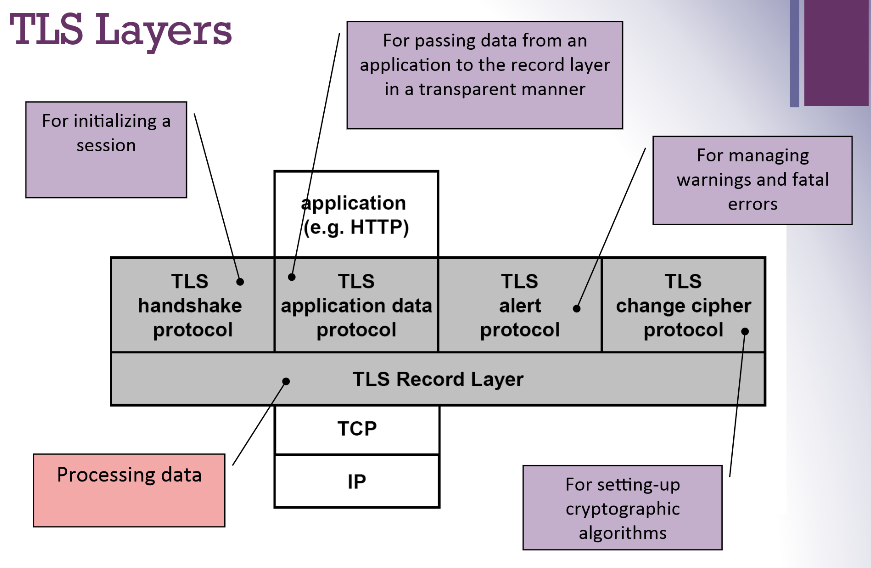 TLS Layers
For passing data from an
application to the record layer
in a transparent manner
For initializing a
session
For managing
warnings and fatal
errors
application
(e.g. HTTP)
TLS
handshake
protocol
TLS
application data
protocol
TLS
alert
protocol
TLS
change cipher
protocol
TLS Record Layer
TCP
IP
Processing data
For setting-up
cryptographic
algorithms